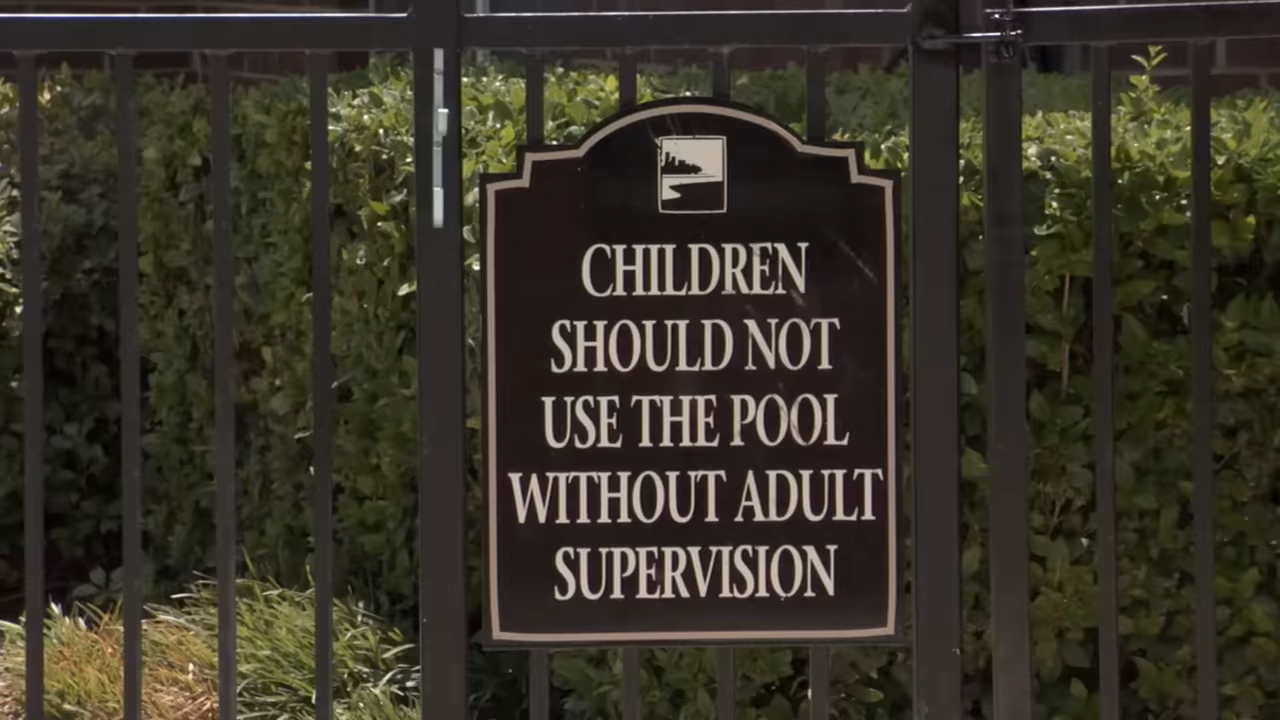 CHILDREN
SHOULD NOT
USE THE POOL
WITHOUT ADULT
SUPERVISION